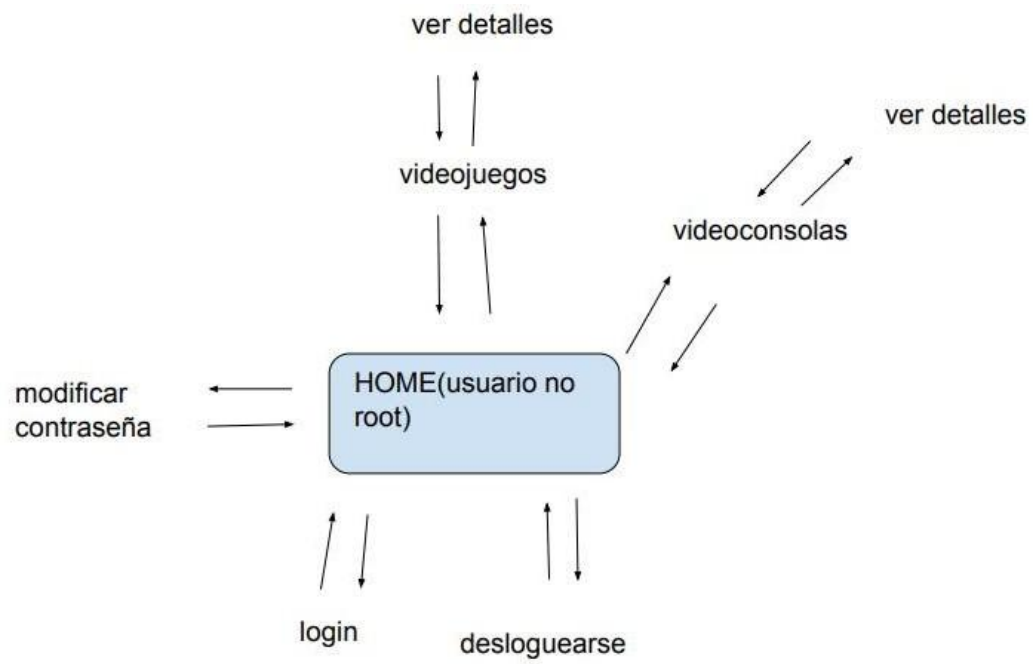 ver detalles
ver detalles
videojuegos
videoconsolas
HOME(usuario no
root)
modificar
contraseña
login
desloguearse